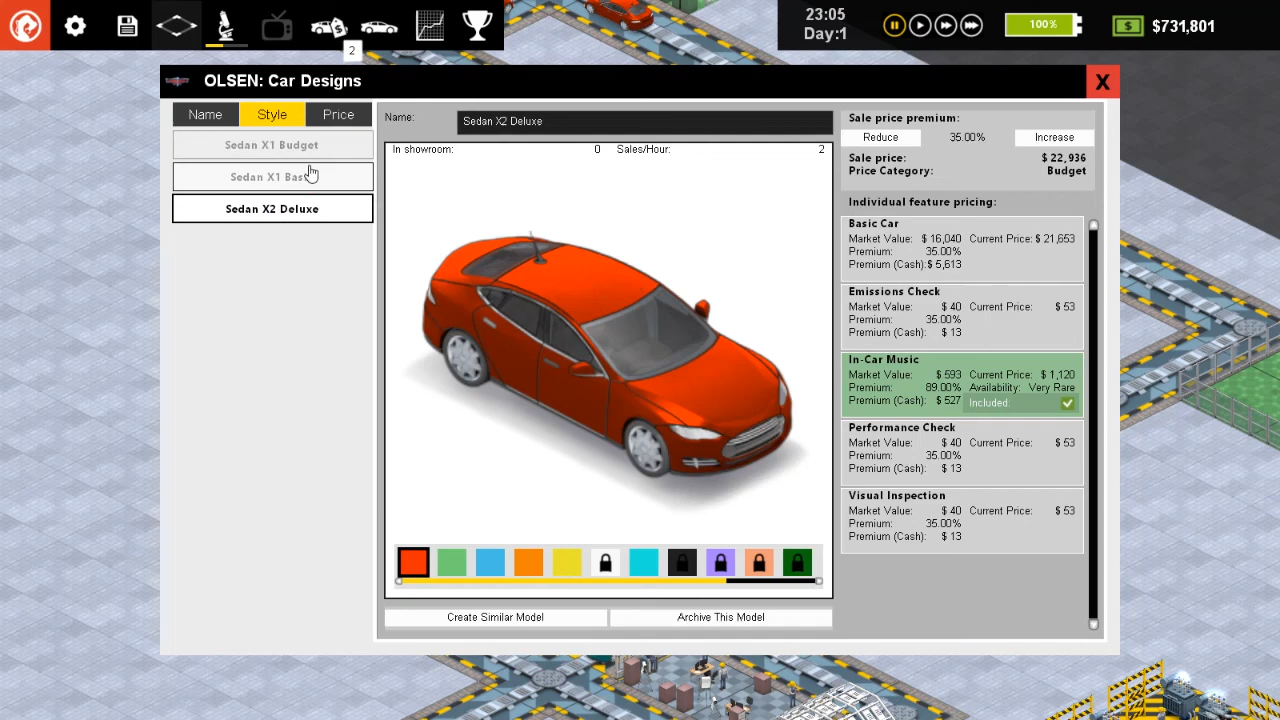 23:05
Day:1
100%
$731,801
2
OLSEN: Car Designs
X
Name Style Price
Sedan X1 Budget
Sedan X1 Bas
Sedan X2 Deluxe
Name: Sedan X2 Deluxe
In showroom: 0 Sales/Hour: 2
Create Similar Model Archive This Model
Sale price premium:
Reduce 35.00% Increase
Sale price: $ 22,936
Price Category: Budget
Individual feature pricing:
Basic Car
Market Value: $ 16,040 Current Price: $ 21,653
Premium: 35.00%
Premium (Cash): $ 5,613
Emissions Check
Market Value: $ 40 Current Price: $ 53
Premium: 35.00%
Premium (Cash): $ 13
In-Car Music
Market Value: $ 593 Current Price: $ 1,120
Premium: 89.00% Availability: Very Rare
Premium (Cash): $ 527 Included:
Performance Check
Market Value: $ 40 Current Price: $ 53
Premium: 35.00%
Premium (Cash): $ 13
Visual Inspection
Market Value: $ 40 Current Price: $ 53
Premium: 35.00%
Premium (Cash): $ 13